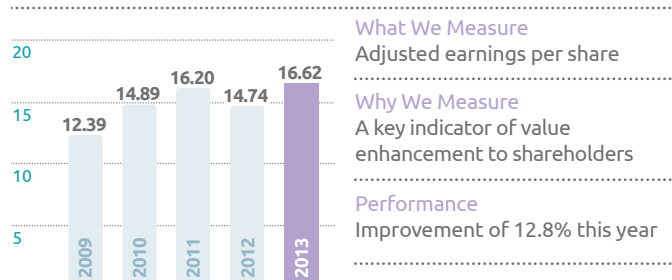 20
15
10
5
12.39
14.89
16.20
14.74
16.62
2009
2010
2011
2012
2013
What We Measure
Adjusted earnings per share
Why We Measure
A key indicator of value
enhancement to shareholders
Performance
Improvement of 12.8% this year